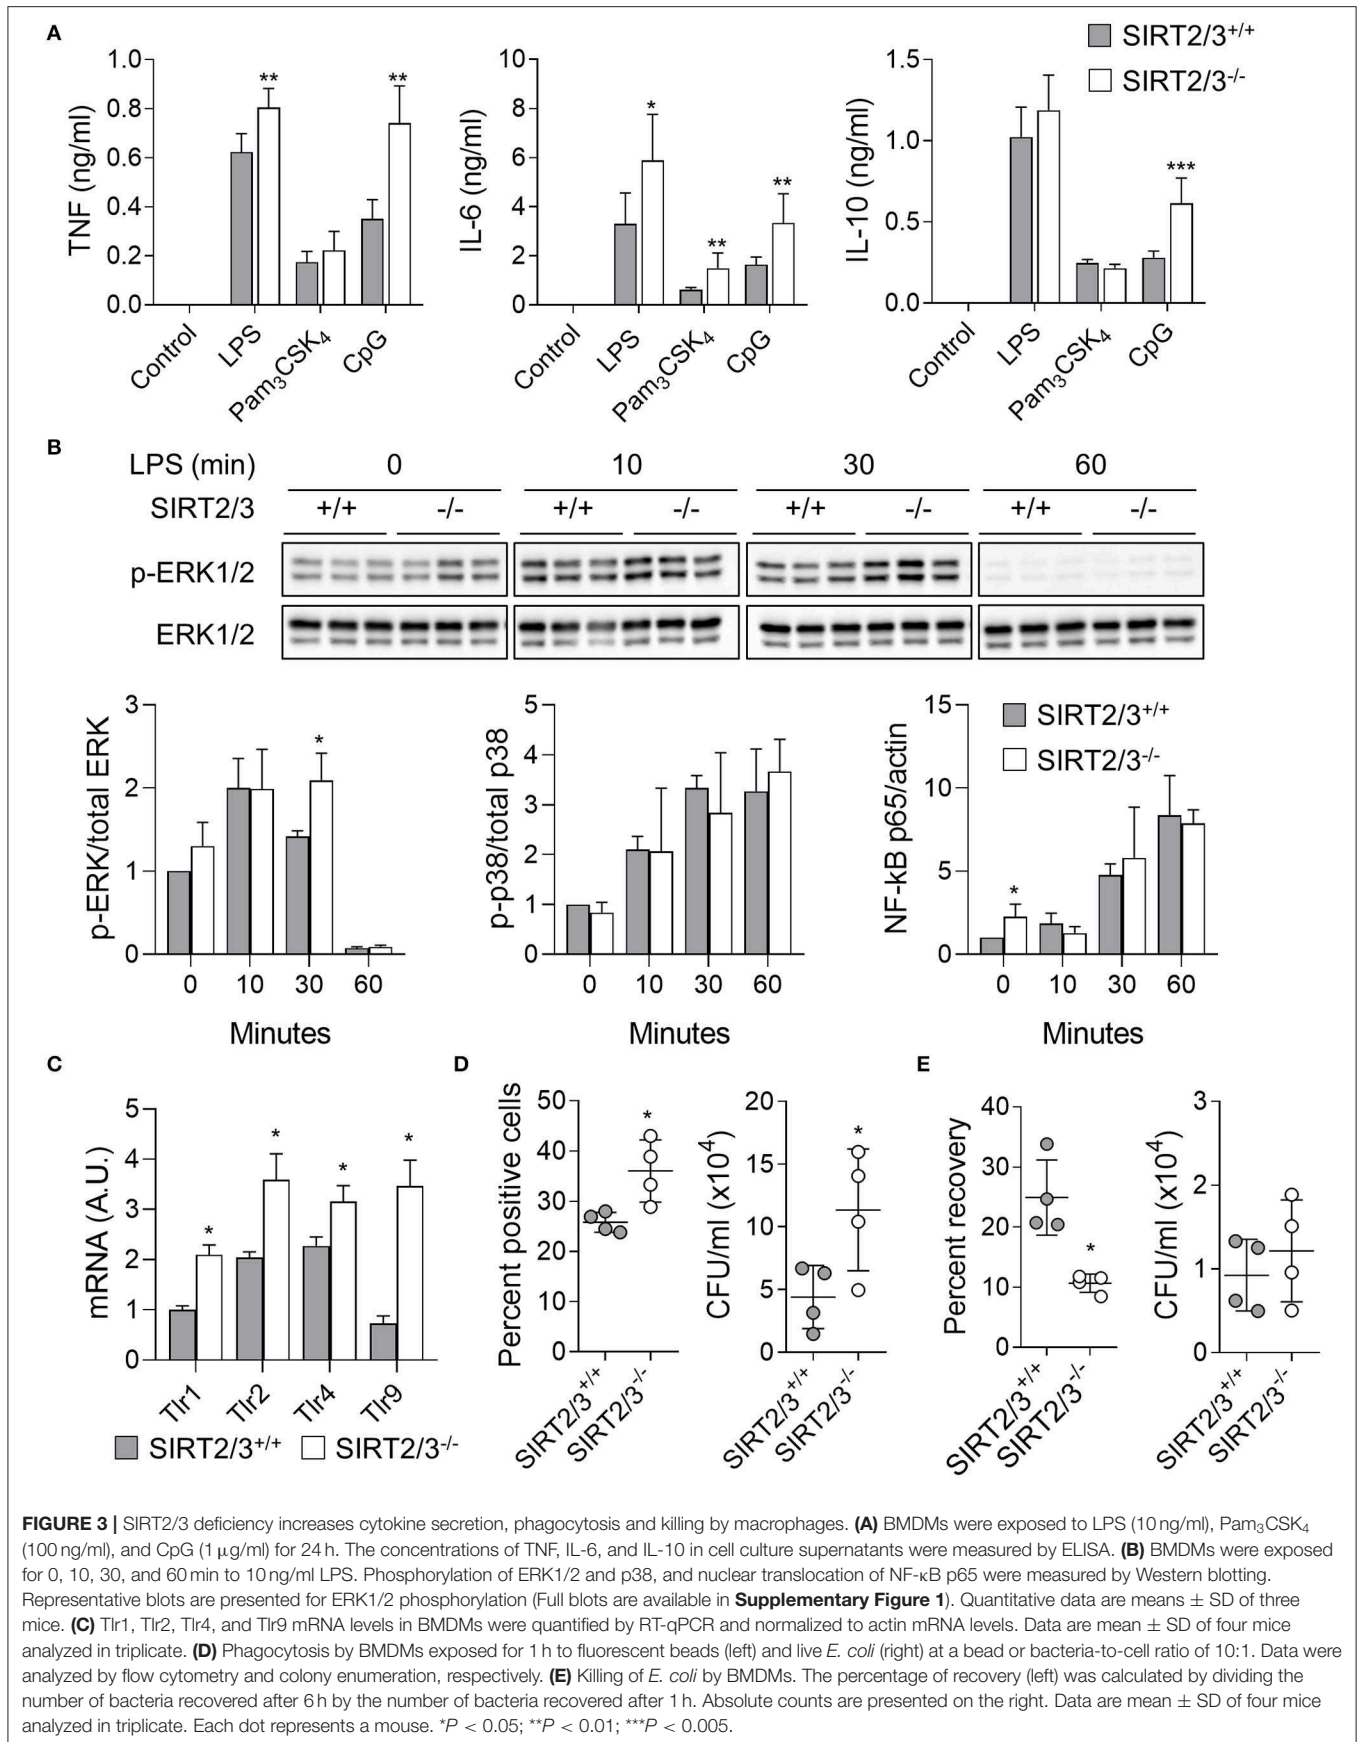 A
SIRT2/3+/+
SIRT2/3-/-
TNF (ng/ml)
1.0
0.8
0.6
0.4
0.2
0.0
Control
LPS
Pam3CSK4
CpG
**
**
IL-6 (ng/ml)
10
8
6
4
2
0
Control
LPS
Pam3CSK4
CpG
*
**
**
IL-10 (ng/ml)
1.5
1.0
0.5
0.0
Control
LPS
Pam3CSK4
CpG
***
B
LPS (min) 0 10 30 60
SIRT2/3 +/+ -/- +/+ -/- +/+ -/- +/+ -/-
p-ERK1/2
ERK1/2
p-ERK/total ERK
3
2
1
0
*
0 10 30 60
Minutes
p-p38/total p38
5
4
3
2
1
0
0 10 30 60
Minutes
NF-kB p65/actin
15
10
5
0
*
SIRT2/3+/+
SIRT2/3-/-
0 10 30 60
Minutes
C
mRNA (A.U.)
5
4
3
2
1
0
* * * *
Tlr1
Tlr2
Tlr4
Tlr9
SIRT2/3+/+ SIRT2/3-/-
D
Percent positive cells
50
40
30
20
10
0
*
SIRT2/3+/+
SIRT2/3-/-
CFU/ml (x10^4)
20
15
10
5
0
*
SIRT2/3+/+
SIRT2/3-/-
E
Percent recovery
40
30
20
10
0
*
SIRT2/3+/+
SIRT2/3-/-
CFU/ml (x10^4)
3
2
1
0
SIRT2/3+/+
SIRT2/3-/-
FIGURE 3 | SIRT2/3 deficiency increases cytokine secretion, phagocytosis and killing by macrophages. (A) BMDMs were exposed to LPS (10 ng/ml), Pam3CSK4
(100 ng/ml), and CpG (1 μg/ml) for 24 h. The concentrations of TNF, IL-6, and IL-10 in cell culture supernatants were measured by ELISA. (B) BMDMs were exposed
for 0, 10, 30, and 60 min to 10 ng/ml LPS. Phosphorylation of ERK1/2 and p38, and nuclear translocation of NF-κB p65 were measured by Western blotting.
Representative blots are presented for ERK1/2 phosphorylation (Full blots are available in Supplementary Figure 1). Quantitative data are means ± SD of three
mice. (C) Tlr1, Tlr2, Tlr4, and Tlr9 mRNA levels in BMDMs were quantified by RT-qPCR and normalized to actin mRNA levels. Data are mean ± SD of four mice
analyzed in triplicate. (D) Phagocytosis by BMDMs exposed for 1 h to fluorescent beads (left) and live E. coli (right) at a bead or bacteria-to-cell ratio of 10:1. Data were
analyzed by flow cytometry and colony enumeration, respectively. (E) Killing of E. coli by BMDMs. The percentage of recovery (left) was calculated by dividing the
number of bacteria recovered after 6 h by the number of bacteria recovered after 1 h. Absolute counts are presented on the right. Data are mean ± SD of four mice
analyzed in triplicate. Each dot represents a mouse. *P < 0.05; **P < 0.01; ***P < 0.005.